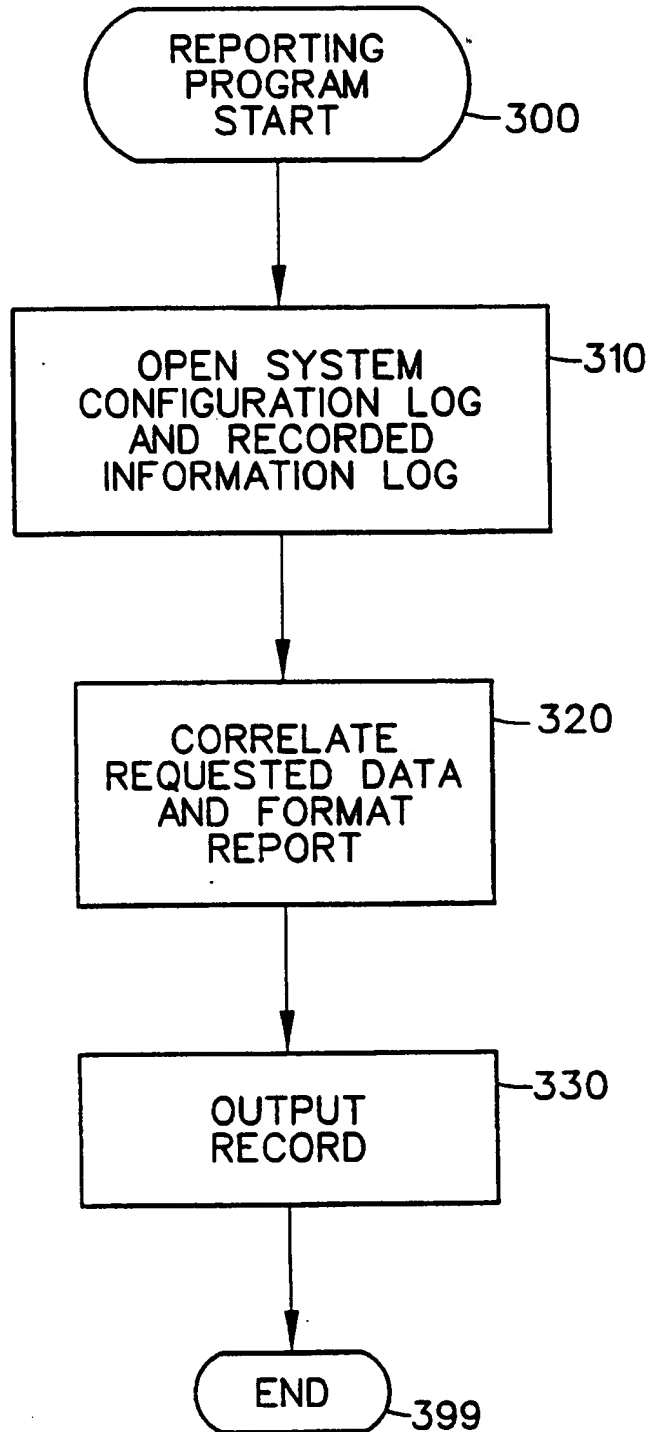 REPORTING
PROGRAM
START
300
OPEN SYSTEM
CONFIGURATION LOG
AND RECORDED
INFORMATION LOG
310
CORRELATE
REQUESTED DATA
AND FORMAT
REPORT
320
OUTPUT
RECORD
330
END
399